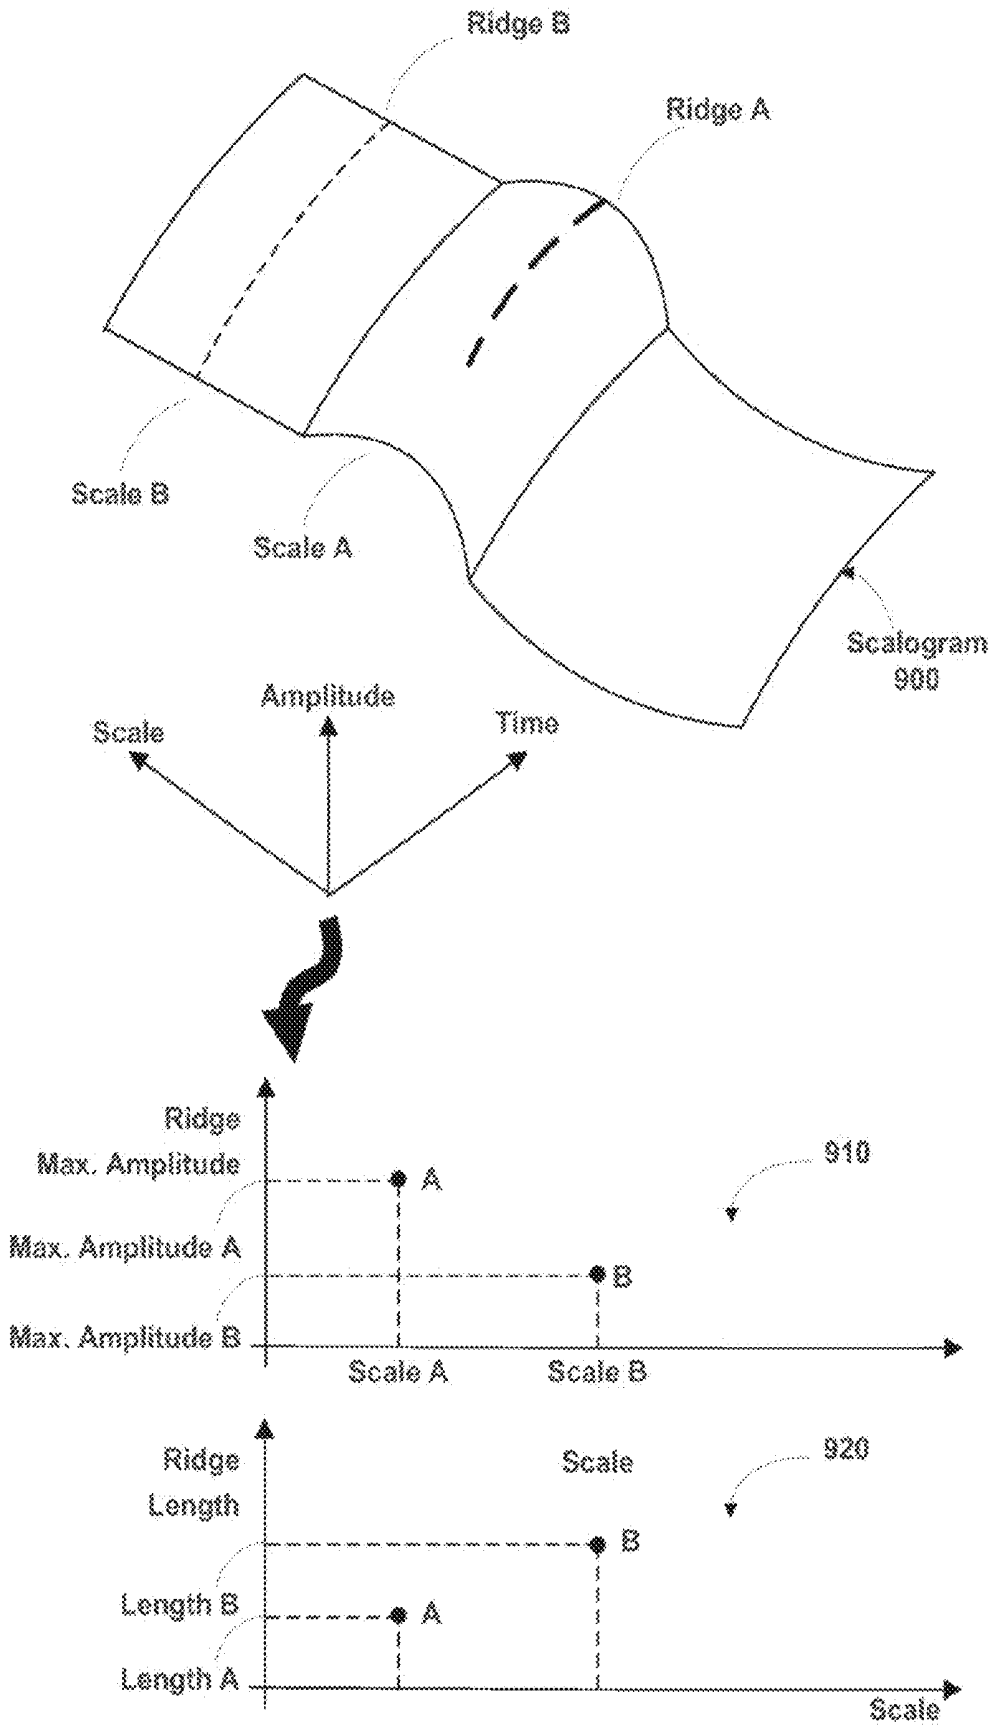 Ridge B
Ridge A
Scale B
Scale A
Scalogram
900
Amplitude
Scale
Time
Ridge
Max. Amplitude
910
A
Max. Amplitude A
B
Max. Amplitude B
Scale A
Scale B
Ridge
Scale
920
Length
B
Length B
A
Length A
Scale